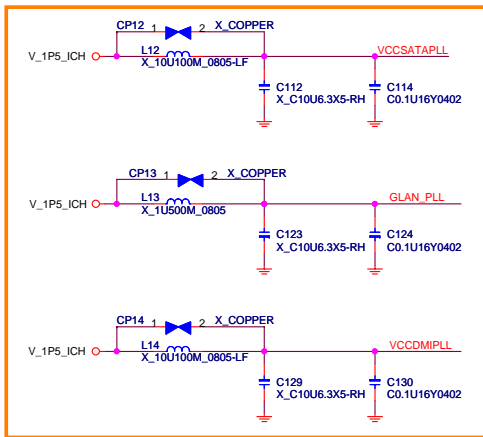 CP12 1 2 X_COPPER
V_1P5_ICH L12 VCCSATAPLL
X_10U100M_0805-LF
C112 C114
X_C10U6.3X5-RH C0.1U16Y0402
CP13 1 2 X_COPPER
V_1P5_ICH L13 GLAN_PLL
X_1U500M_0805
C123 C124
X_C10U6.3X5-RH C0.1U16Y0402
CP14 1 2 X_COPPER
V_1P5_ICH L14 VCCDMIPLL
X_10U100M_0805-LF
C129 C130
X_C10U6.3X5-RH C0.1U16Y0402